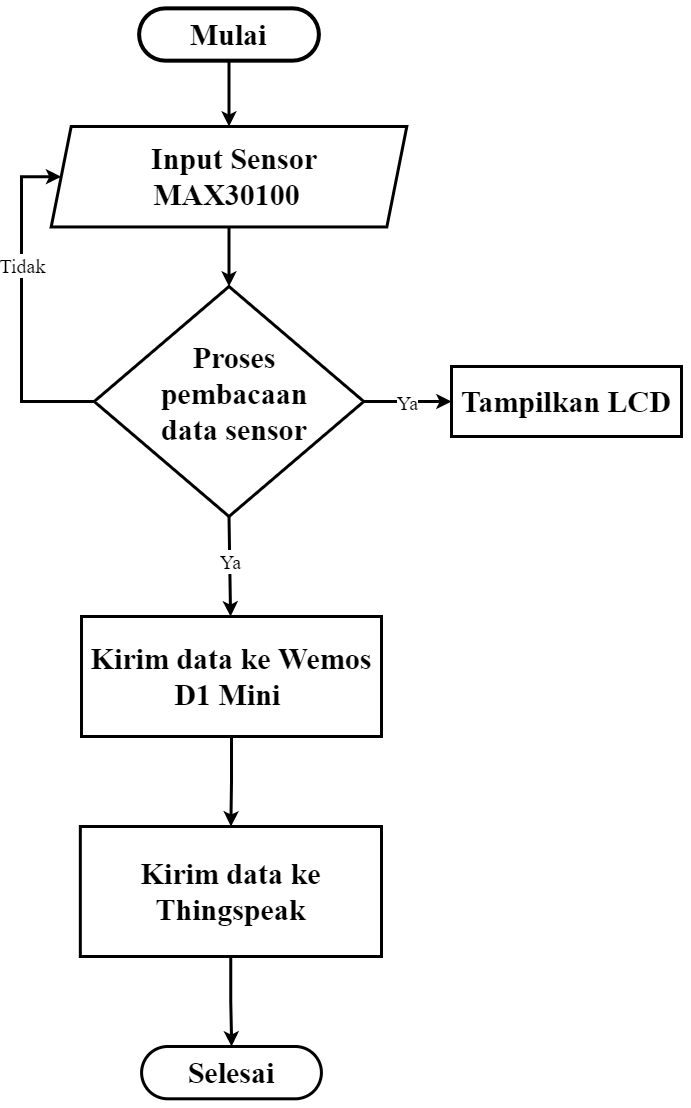 Mulai
Input Sensor
MAX30100
Tidak
Proses
pembacaan
data sensor
Ya
Tampilkan LCD
Ya
Kirim data ke Wemos
D1 Mini
Kirim data ke
Thingspeak
Selesai